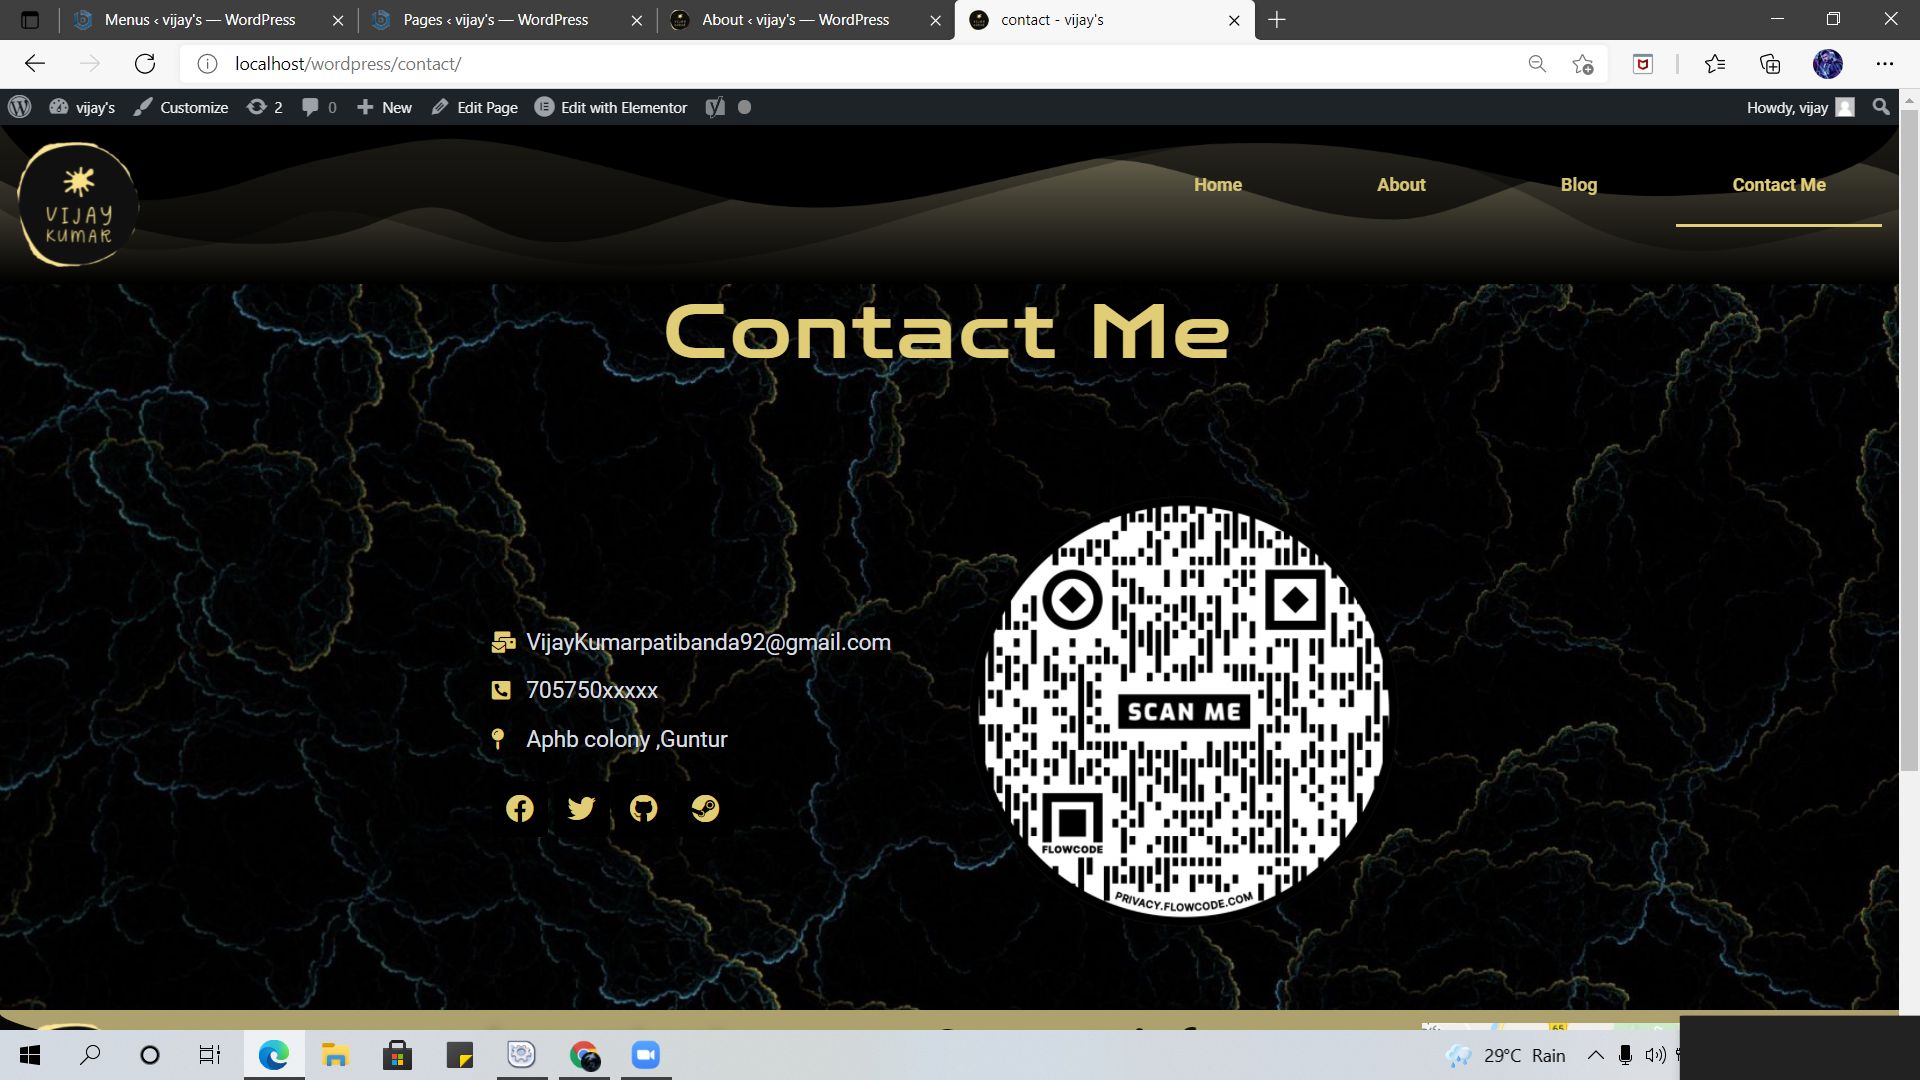 Menus ‹ vijay's — WordPress
Pages ‹ vijay's — WordPress
About ‹ vijay's — WordPress
contact - vijay's
localhost/wordpress/contact/
vijay's
Customize
2
0
New
Edit Page
Edit with Elementor
Howdy, vijay
VIJAY
KUMAR
Home
About
Blog
Contact Me
Contact Me
VijayKumarpatibanda92@gmail.com
705750xxxxx
Aphb colony ,Guntur
SCAN ME
FLOWCODE
PRIVACY.FLOWCODE.COM
65
29°C Rain